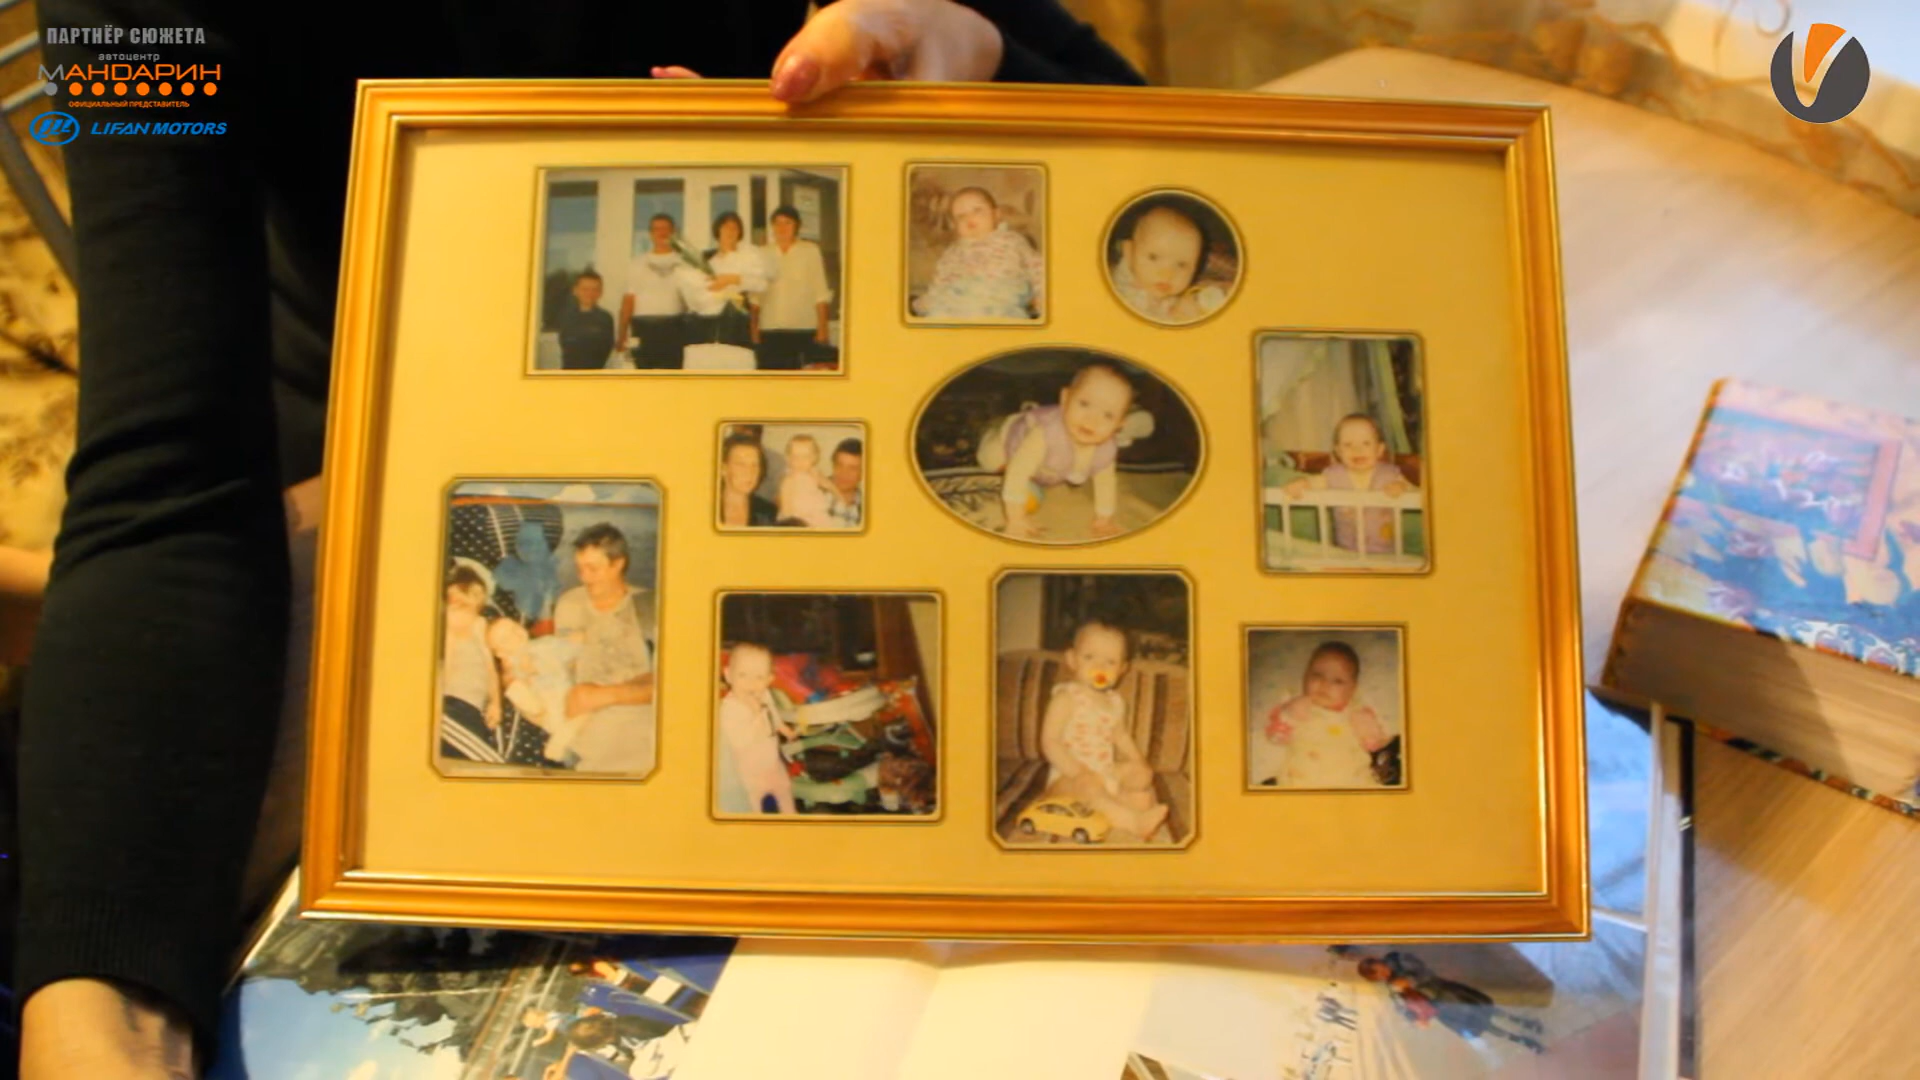 ПАРТНЁР СЮЖЕТА
автоцентр
МАНДАРИН
ОФИЦИАЛЬНЫЙ ПРЕДСТАВИТЕЛЬ
LIFAN MOTORS